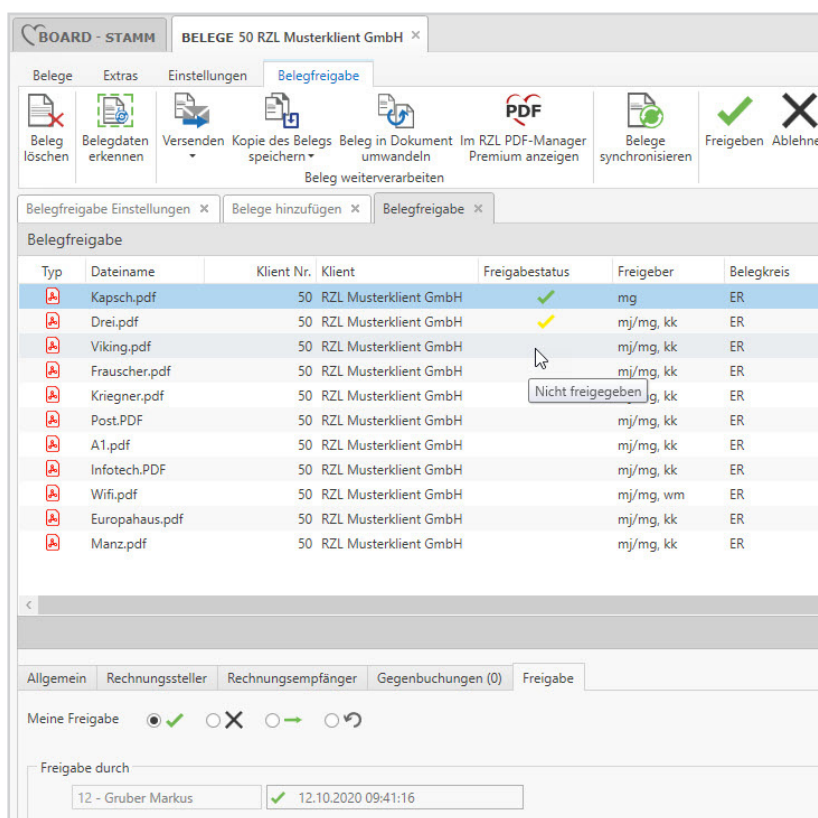 BOARD - STAMM BELEGE 50 RZL Musterklient GmbH
Belege Extras Einstellungen Belegfreigabe
PDF
Beleg löschen Belegdaten erkennen Versenden Kopie des Belegs speichern Beleg in Dokument umwandeln Im RZL PDF-Manager Premium anzeigen Belege synchronisieren Freigeben Ablehne
Beleg weiterverarbeiten
Belegfreigabe Einstellungen Belege hinzufügen Belegfreigabe
Belegfreigabe
Typ Dateiname Klient Nr. Klient Freigabestatus Freigeber Belegkreis
Kapsch.pdf 50 RZL Musterklient GmbH mg ER
Drei.pdf 50 RZL Musterklient GmbH mj/mg, kk ER
Viking.pdf 50 RZL Musterklient GmbH mj/mg, kk ER
Frauscher.pdf 50 RZL Musterklient GmbH mj/mg, kk ER
Kriegner.pdf 50 RZL Musterklient GmbH Nicht freigegeben g, kk ER
Post.PDF 50 RZL Musterklient GmbH mj/mg, kk ER
A1.pdf 50 RZL Musterklient GmbH mj/mg, kk ER
Infotech.PDF 50 RZL Musterklient GmbH mj/mg, kk ER
Wifi.pdf 50 RZL Musterklient GmbH mj/mg, wm ER
Europahaus.pdf 50 RZL Musterklient GmbH mj/mg, kk ER
Manz.pdf 50 RZL Musterklient GmbH mj/mg, kk ER
Allgemein Rechnungssteller Rechnungsempfänger Gegenbuchungen (0) Freigabe
Meine Freigabe
Freigabe durch
12 - Gruber Markus 12.10.2020 09:41:16